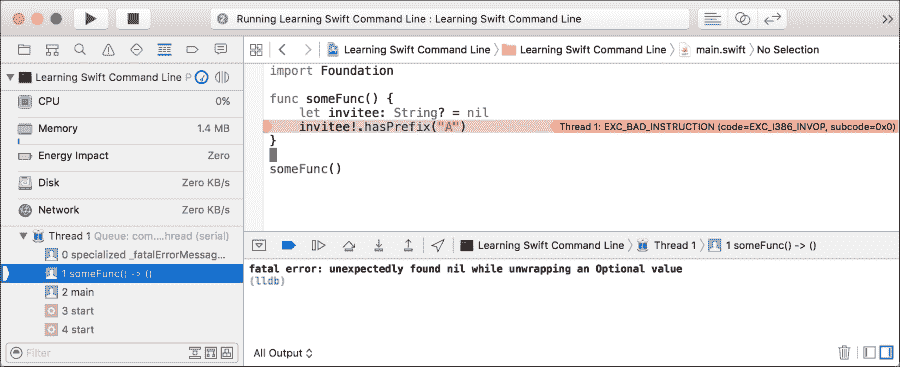 Running Learning Swift Command Line : Learning Swift Command Line
Learning Swift Command Line P
CPU 0%
Memory 1.4 MB
Energy Impact Zero
Disk Zero KB/s
Network Zero KB/s
Thread 1 Queue: com....hread (serial)
0 specialized _fatalErrorMessag...
1 someFunc() -> ()
2 main
3 start
4 start
Filter
Learning Swift Command Line Learning Swift Command Line main.swift No Selection
import Foundation
func someFunc() {
let invitee: String? = nil
invitee!.hasPrefix("A") Thread 1: EXC_BAD_INSTRUCTION (code=EXC_I386_INVOP, subcode=0x0)
}
someFunc()
Learning Swift Command Line Thread 1 1 someFunc() -> ()
fatal error: unexpectedly found nil while unwrapping an Optional value
(lldb)
All Output